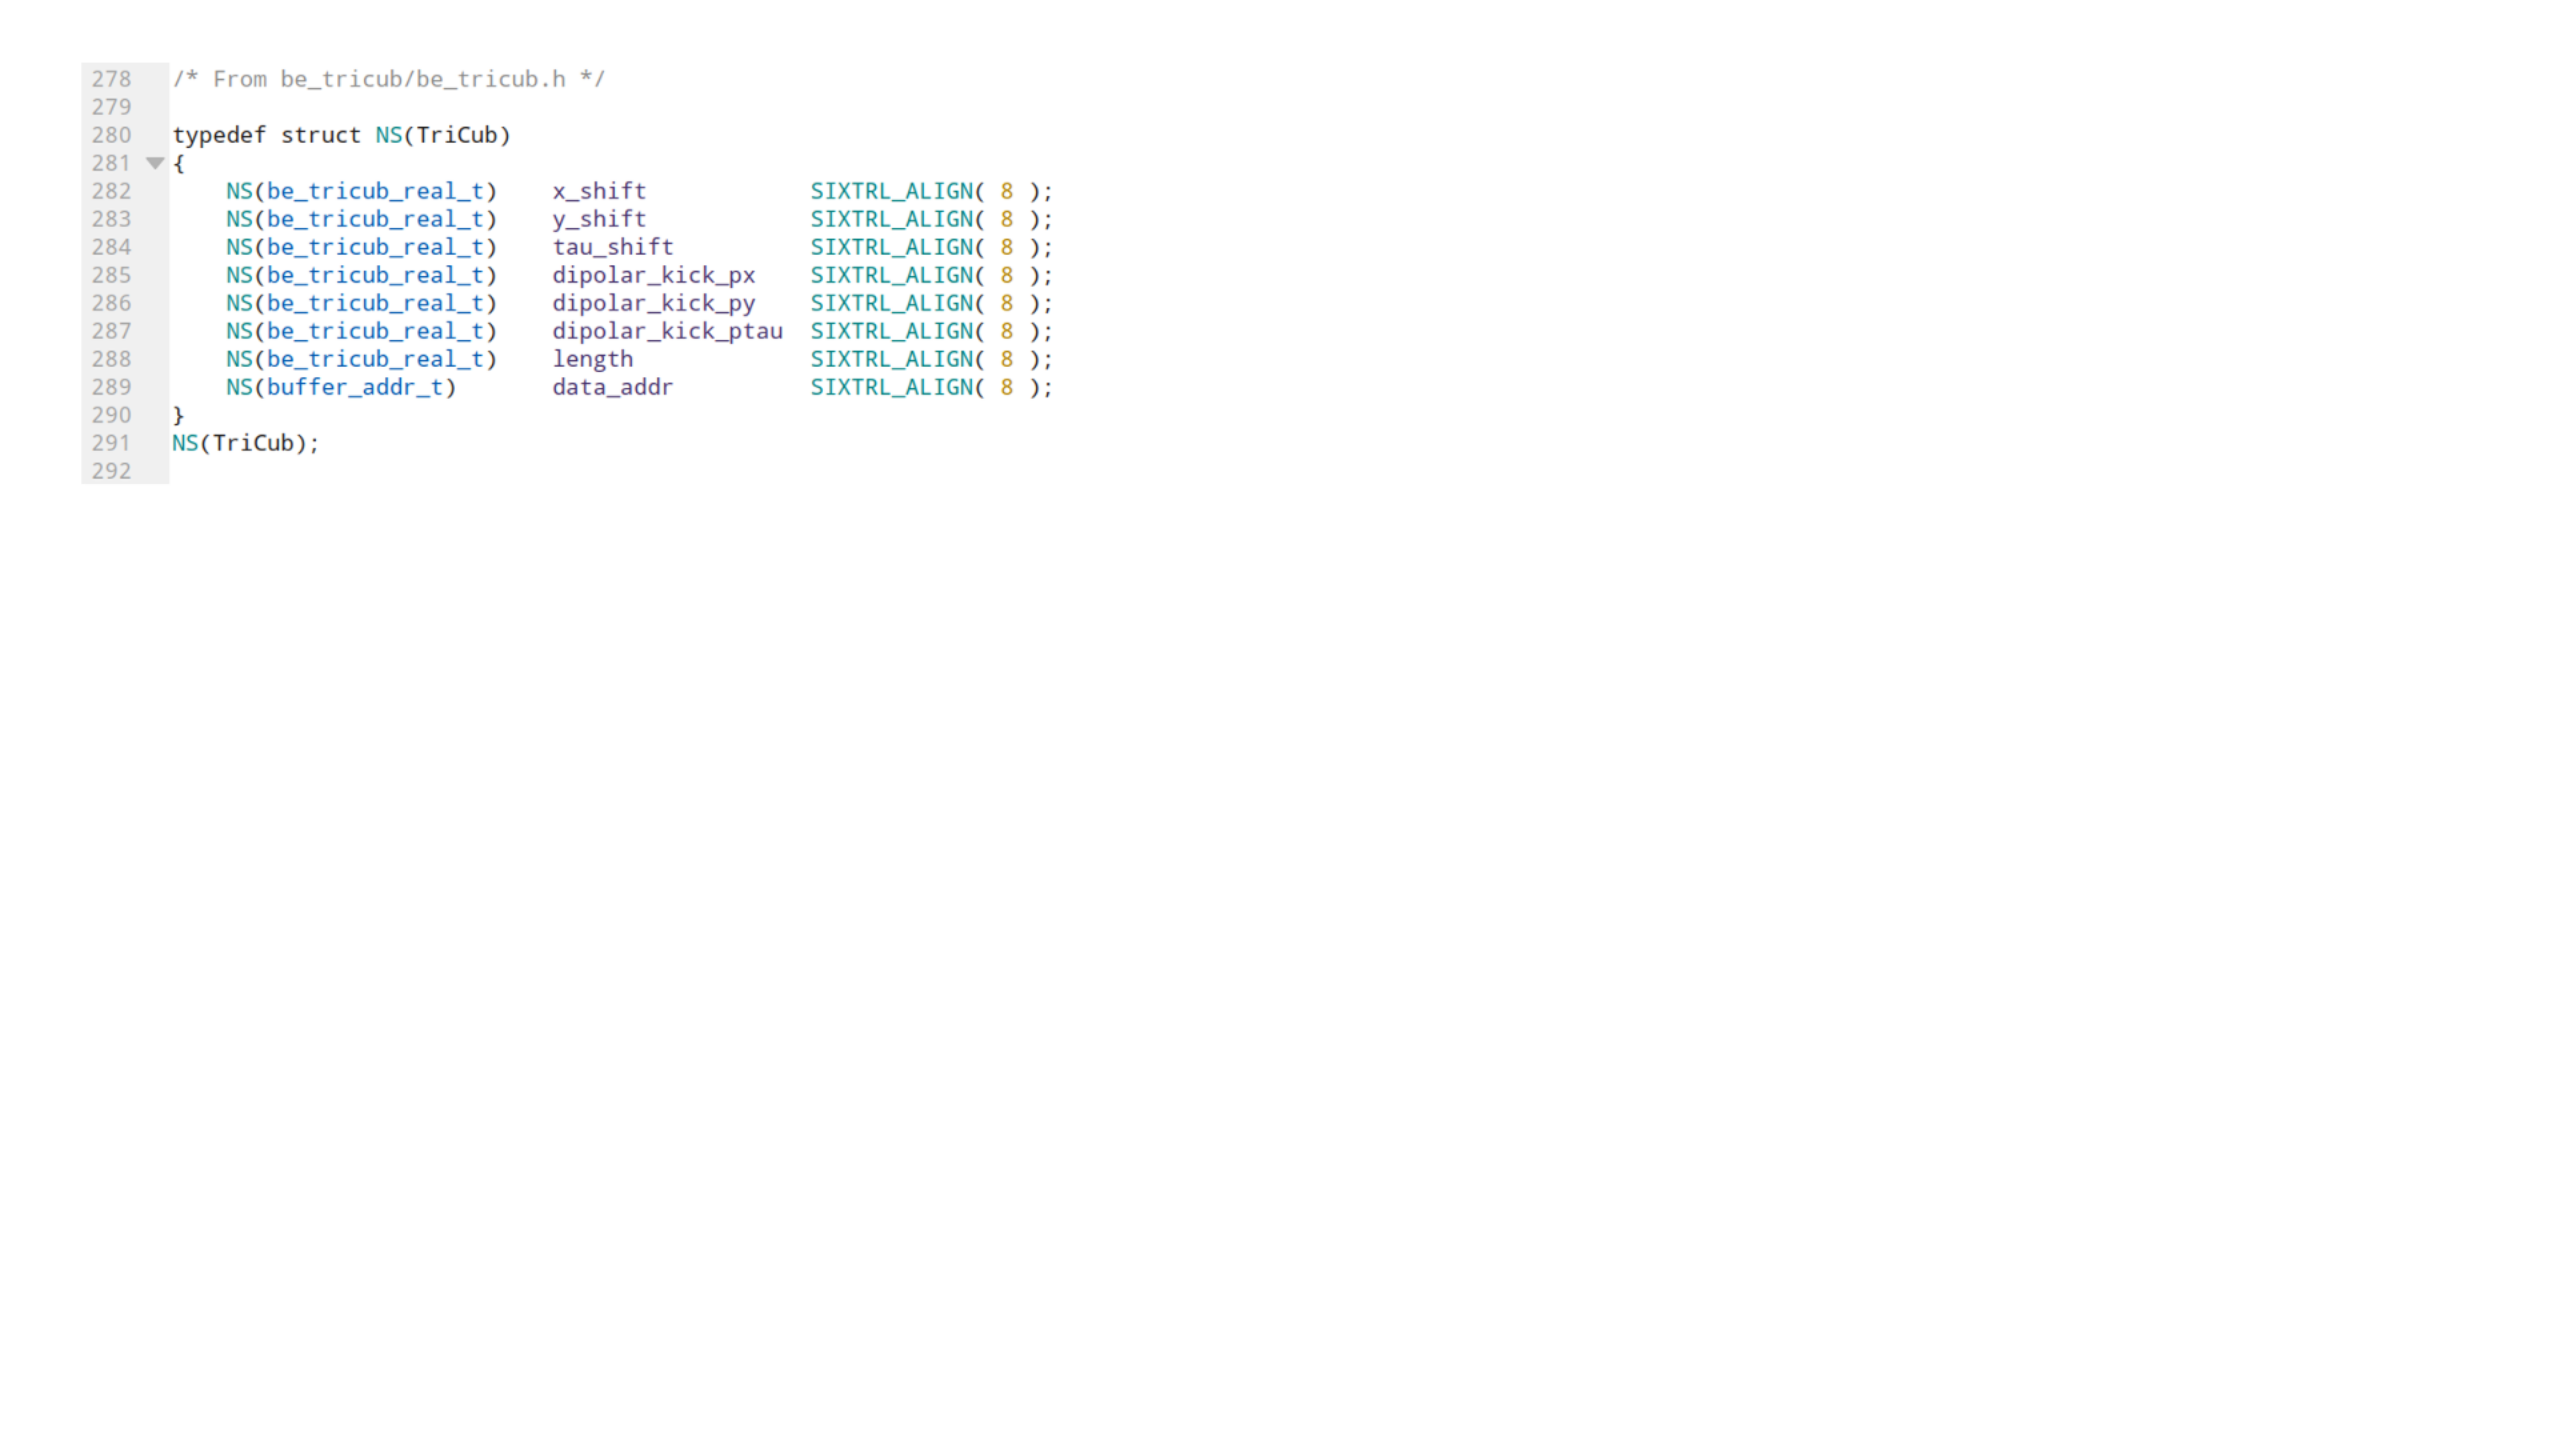 278 /* From be_tricub/be_tricub.h */
279
280 typedef struct NS(TriCub)
281 {
282     NS(be_tricub_real_t)    x_shift            SIXTRL_ALIGN( 8 );
283     NS(be_tricub_real_t)    y_shift            SIXTRL_ALIGN( 8 );
284     NS(be_tricub_real_t)    tau_shift          SIXTRL_ALIGN( 8 );
285     NS(be_tricub_real_t)    dipolar_kick_px    SIXTRL_ALIGN( 8 );
286     NS(be_tricub_real_t)    dipolar_kick_py    SIXTRL_ALIGN( 8 );
287     NS(be_tricub_real_t)    dipolar_kick_ptau  SIXTRL_ALIGN( 8 );
288     NS(be_tricub_real_t)    length             SIXTRL_ALIGN( 8 );
289     NS(buffer_addr_t)       data_addr          SIXTRL_ALIGN( 8 );
290 }
291 NS(TriCub);
292